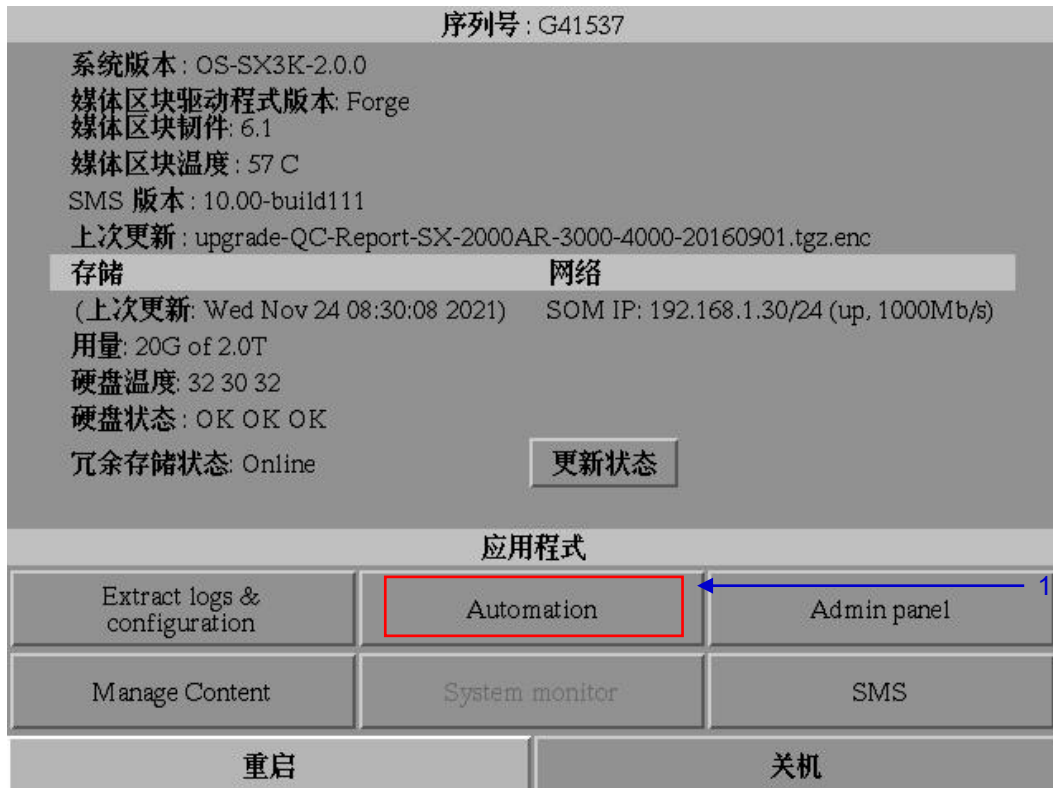 序列号 : G41537
系统版本 : OS-SX3K-2.0.0
媒体区块驱动程式版本: Forge
媒体区块韧件: 6.1
媒体区块温度 : 57 C
SMS 版本 : 10.00-build111
上次更新 : upgrade-QC-Report-SX-2000AR-3000-4000-20160901.tgz.enc
存储 网络
(上次更新: Wed Nov 24 08:30:08 2021) SOM IP: 192.168.1.30/24 (up, 1000Mb/s)
用量: 20G of 2.0T
硬盘温度: 32 30 32
硬盘状态 : OK OK OK
冗余存储状态: Online 更新状态
应用程式
Extract logs &
configuration
Automation
Admin panel
1
Manage Content
System monitor
SMS
重启
关机